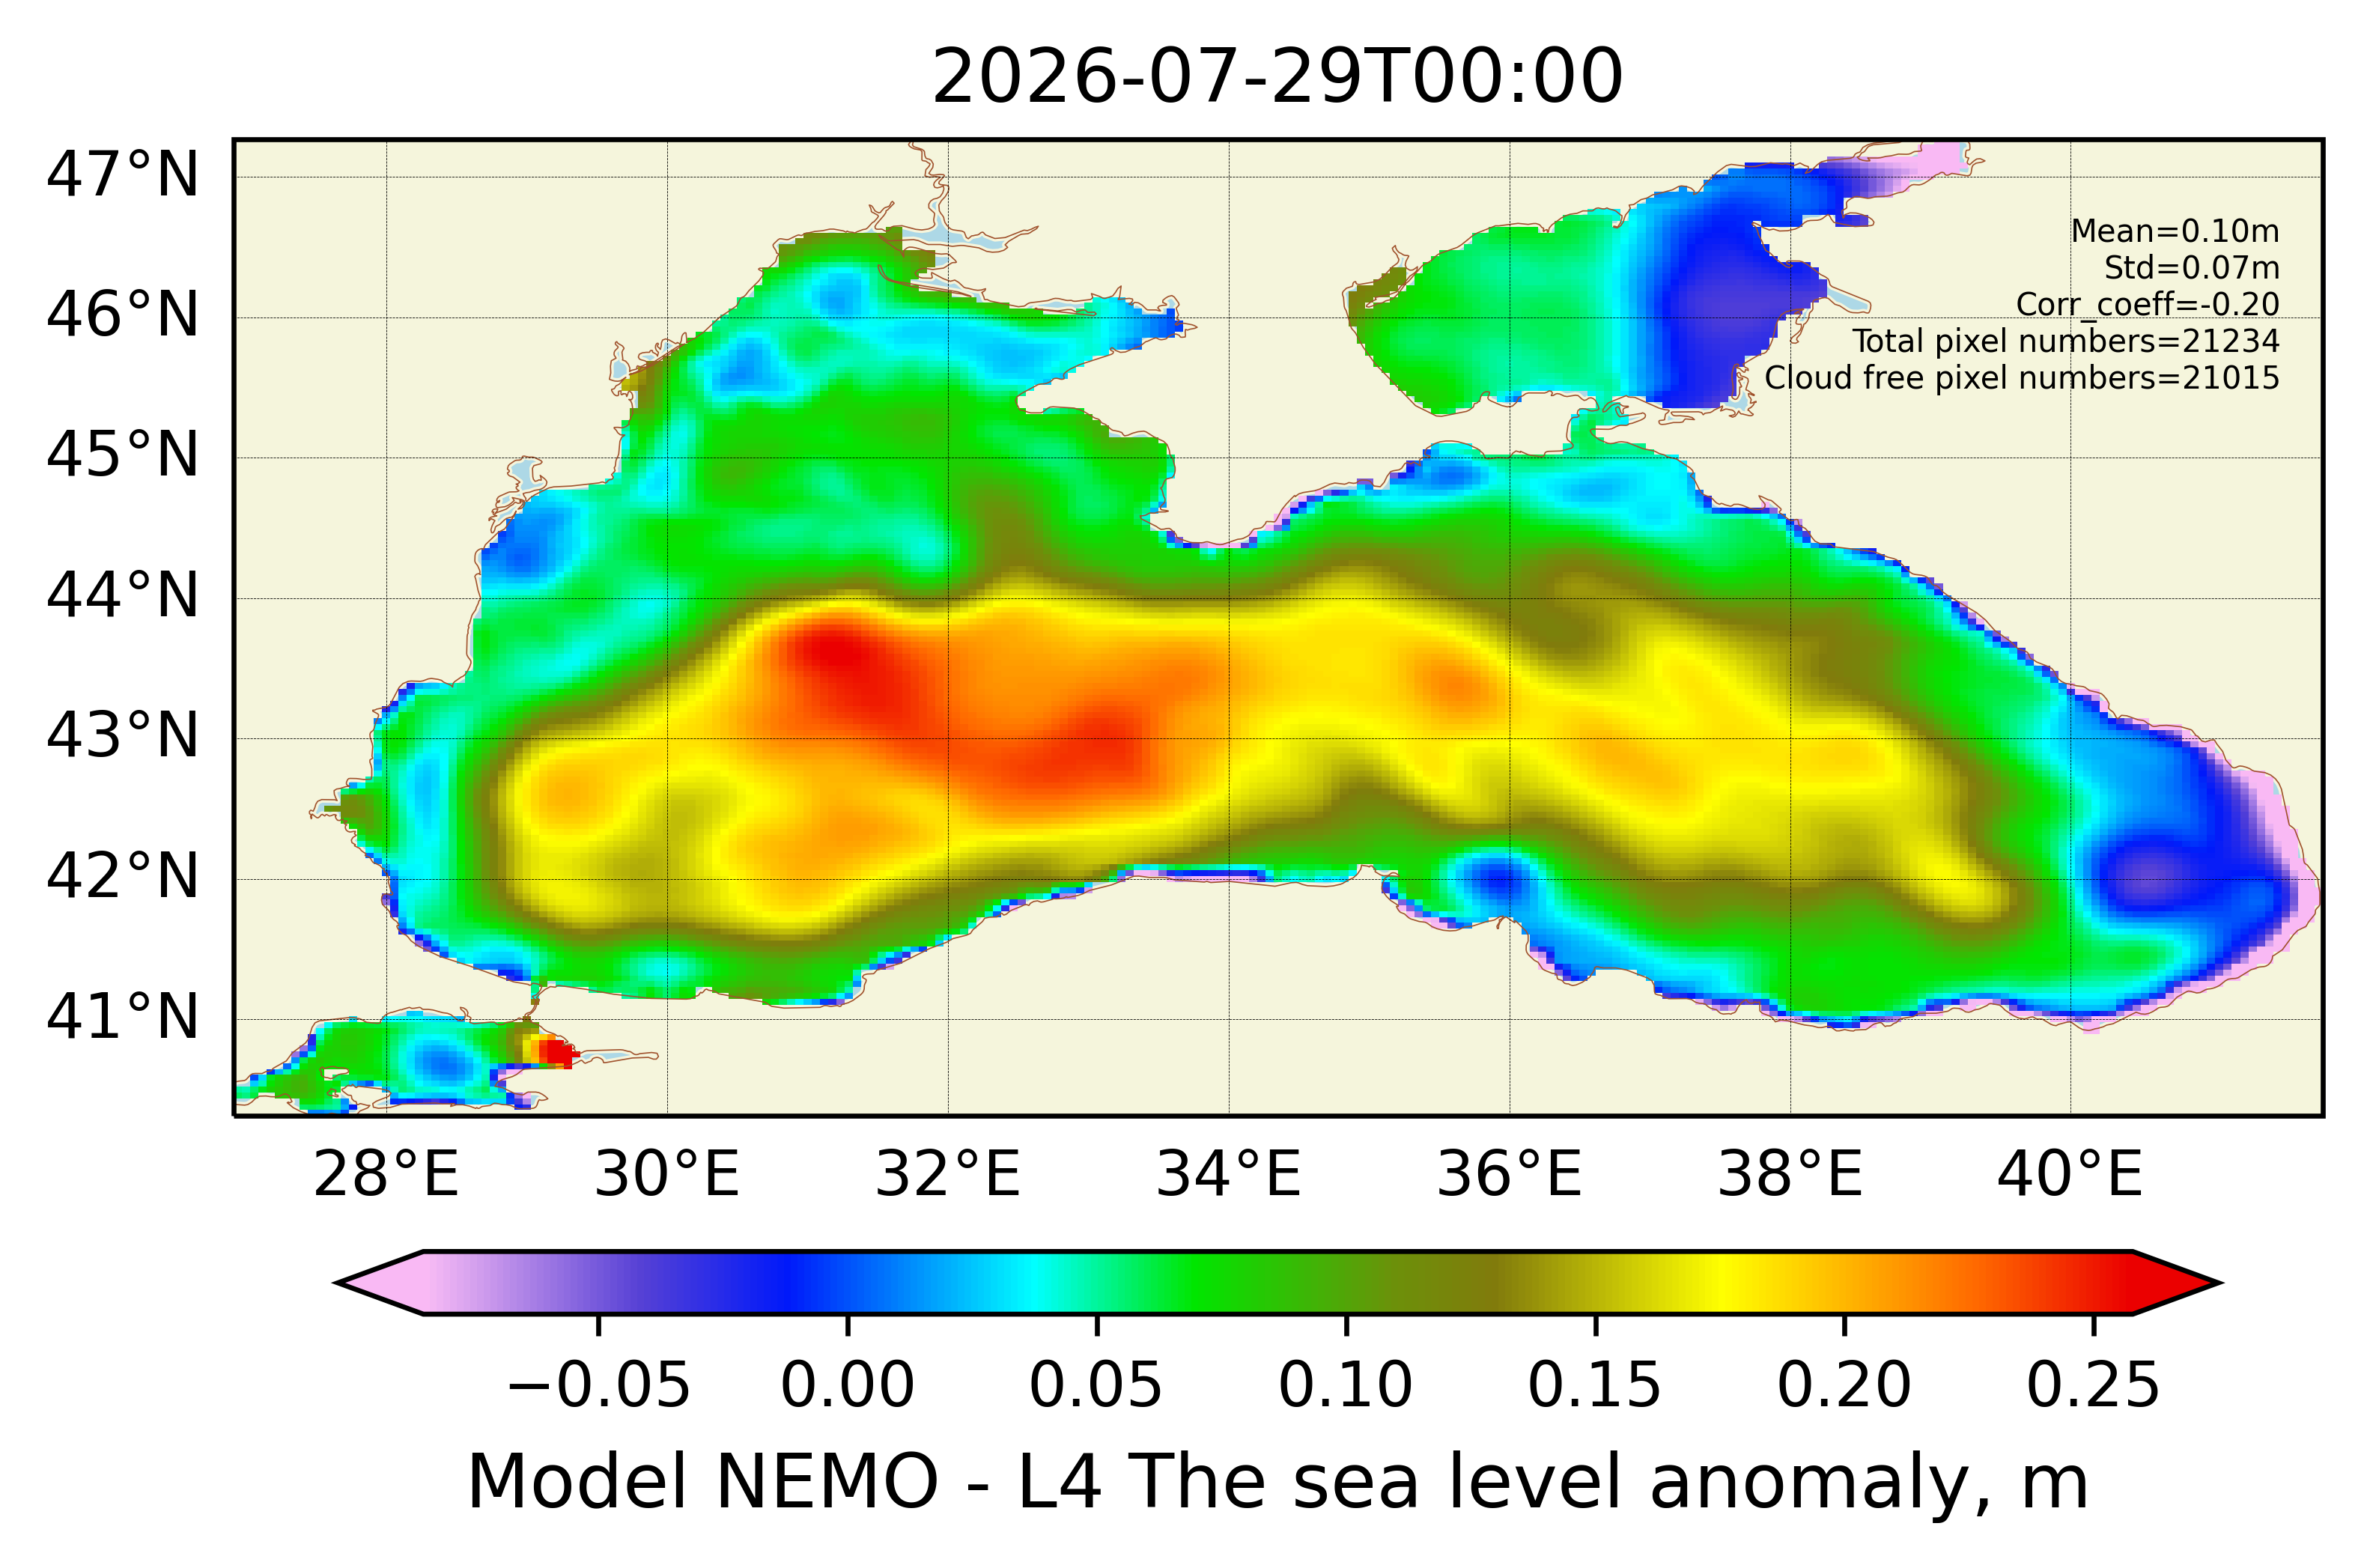 2026-07-29T00:00
47°N
46°N
45°N
44°N
43°N
42°N
41°N
Mean=0.10m
Std=0.07m
Corr_coeff=-0.20
Total pixel numbers=21234
Cloud free pixel numbers=21015
28°E 30°E 32°E 34°E 36°E 38°E 40°E
−0.05 0.00 0.05 0.10 0.15 0.20 0.25
Model NEMO - L4 The sea level anomaly, m